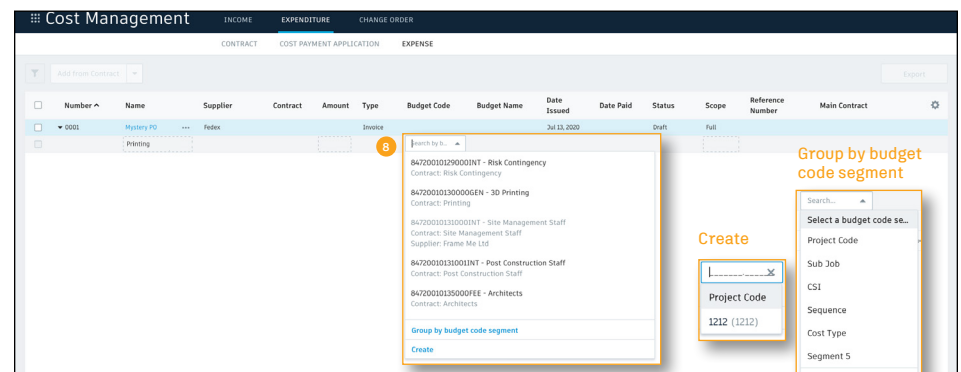 Cost Management INCOME EXPENDITURE CHANGE ORDER
CONTRACT COST PAYMENT APPLICATION EXPENSE
Add from Contract Export
Number Name Supplier Contract Amount Type Budget Code Budget Name Date Issued Date Paid Status Scope Reference Number Main Contract
0001 Mystery PO ... Fedex Invoice Jul 13, 2020 Draft Full
Printing
8
Search by b...
84720010129000INT - Risk Contingency
Contract: Risk Contingency
84720010130000GEN - 3D Printing
Contract: Printing
84720010131000INT - Site Management Staff
Contract: Site Management Staff
Supplier: Frame Me Ltd
84720010131001INT - Post Construction Staff
Contract: Post Construction Staff
84720010135000FEE - Architects
Contract: Architects
Group by budget code segment
Create
Create
Project Code
1212 (1212)
Group by budget
code segment
Search...
Select a budget code se...
Project Code
Sub Job
CSI
Sequence
Cost Type
Segment 5